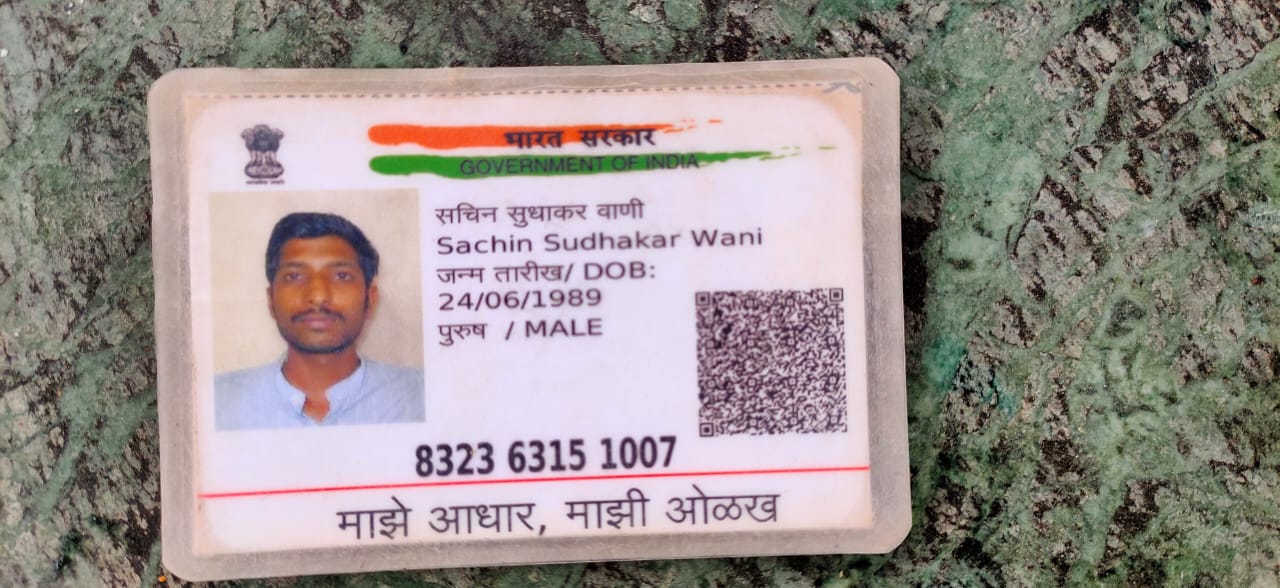 भारत सरकार
GOVERNMENT OF INDIA
सचिन सुधाकर वाणी
Sachin Sudhakar Wani
जन्म तारीख/ DOB:
24/06/1989
पुरुष / MALE
8323 6315 1007
माझे आधार, माझी ओळख